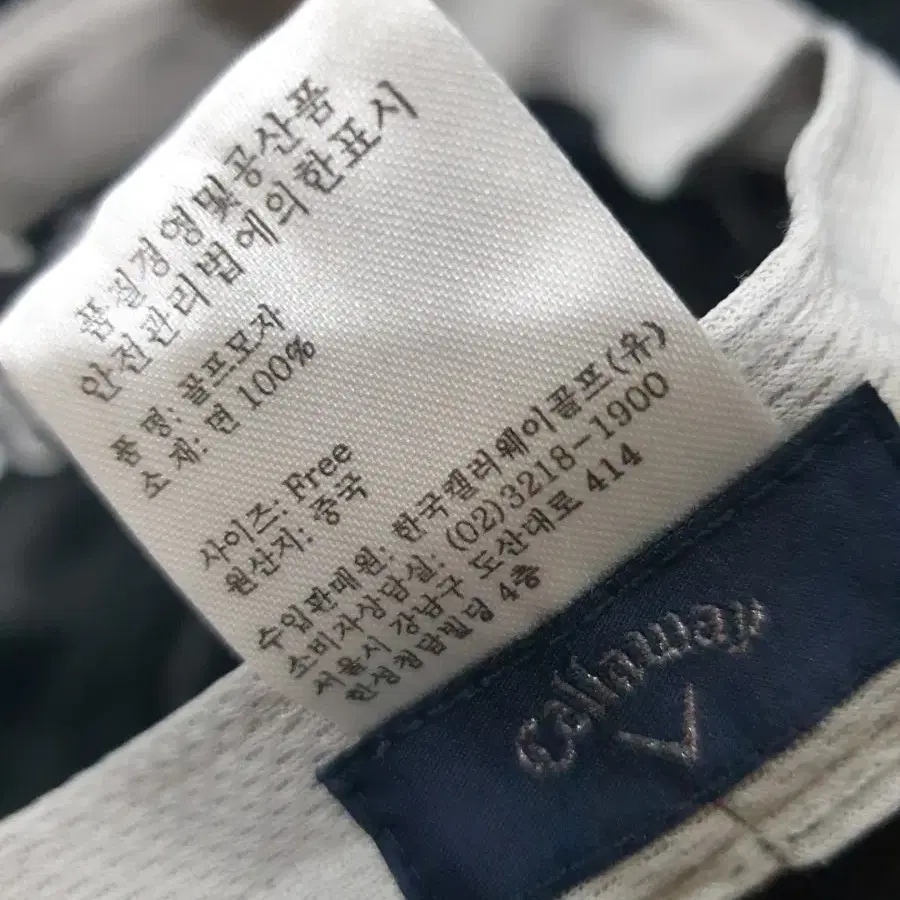 품질경영및공산품
안전관리법에의한표시
품 명: 골프모자
소 재: 면 100%
사이즈: Free
원산지: 중국
수입판매원: 한국캘러웨이골프(유)
소비자상담실: (02)3218-1900
서울시 강남구 도산대로 414
한성청담빌딩 4층
Callaway